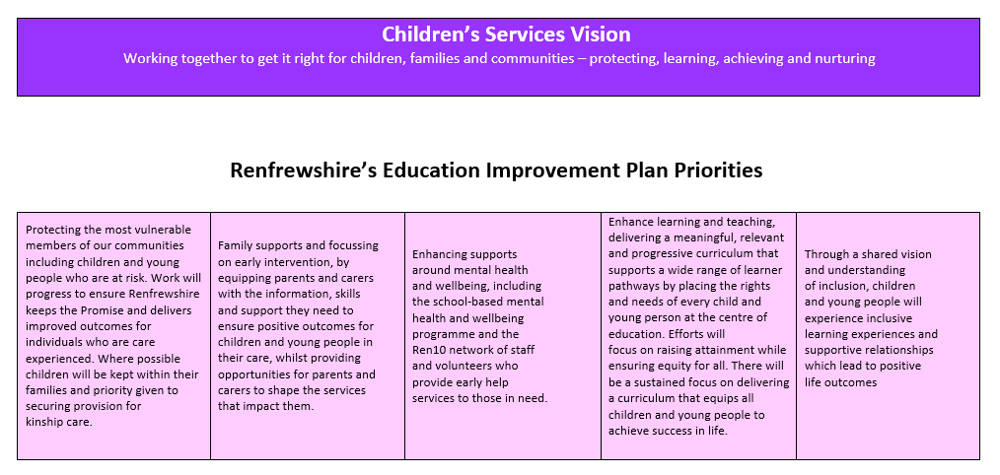 Children’s Services Vision
Working together to get it right for children, families and communities – protecting, learning, achieving and nurturing
Renfrewshire’s Education Improvement Plan Priorities
Protecting the most vulnerable
members of our communities
including children and young
people who are at risk. Work will
progress to ensure Renfrewshire
keeps the Promise and delivers
improved outcomes for
individuals who are care
experienced. Where possible
children will be kept within their
families and priority given to
securing provision for
kinship care.
Family supports and focussing
on early intervention, by
equipping parents and carers
with the information, skills
and support they need to
ensure positive outcomes for
children and young people in
their care, whilst providing
opportunities for parents and
carers to shape the services
that impact them.
Enhancing supports
around mental health
and wellbeing, including
the school-based mental
health and wellbeing
programme and the
Ren10 network of staff
and volunteers who
provide early help
services to those in need.
Enhance learning and teaching,
delivering a meaningful, relevant
and progressive curriculum that
supports a wide range of learner
pathways by placing the rights
and needs of every child and
young person at the centre of
education. Efforts will
focus on raising attainment while
ensuring equity for all. There will
be a sustained focus on delivering
a curriculum that equips all
children and young people to
achieve success in life.
Through a shared vision
and understanding
of inclusion, children
and young people will
experience inclusive
learning experiences and
supportive relationships
which lead to positive
life outcomes